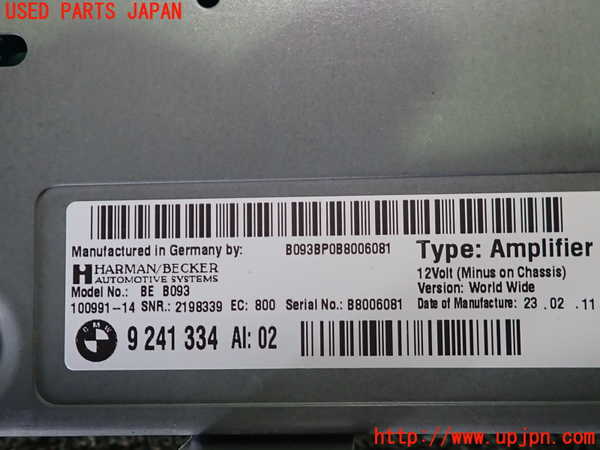 USED PARTS JAPAN
Manufactured in Germany by:
B093BP0B8006081
Type: Amplifier
HARMAN/BECKER
AUTOMOTIVE SYSTEMS
12Volt (Minus on Chassis)
Model No.: BE B093
Version: World Wide
100991-14 SNR.: 2198339 EC: 800 Serial No.: B8006081
Date of Manufacture: 23.02.11
BMW 9 241 334 AI: 02
http://www.upjpn.com/